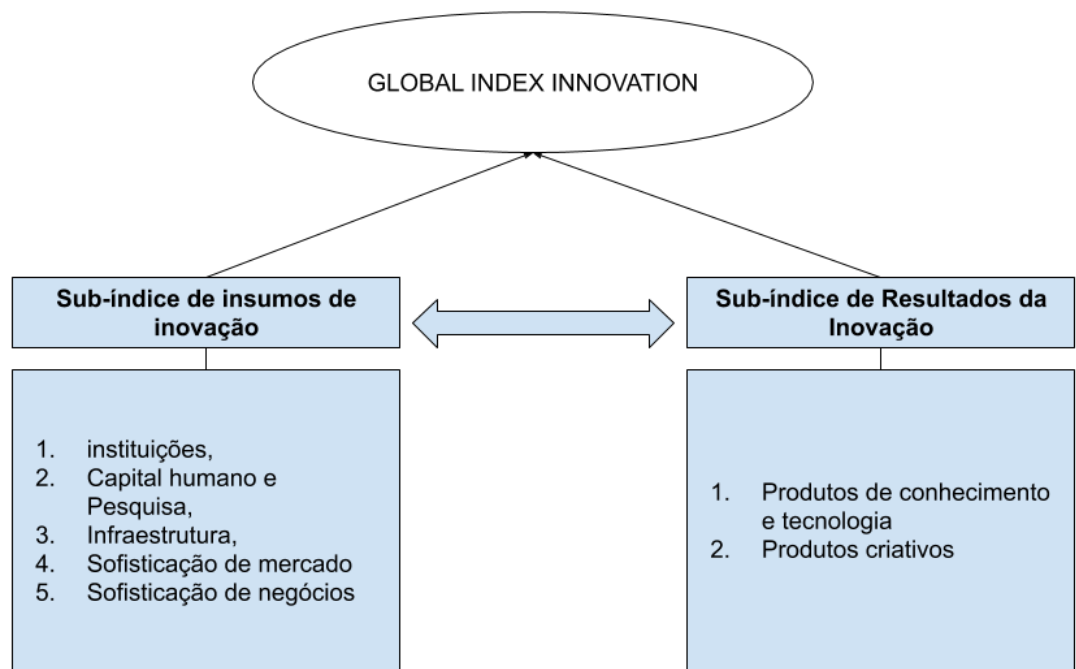 GLOBAL INDEX INNOVATION
Sub-índice de insumos de
inovação
Sub-índice de Resultados da
Inovação
1. instituições,
2. Capital humano e
Pesquisa,
3. Infraestrutura,
4. Sofisticação de mercado
5. Sofisticação de negócios
1. Produtos de conhecimento
e tecnologia
2. Produtos criativos